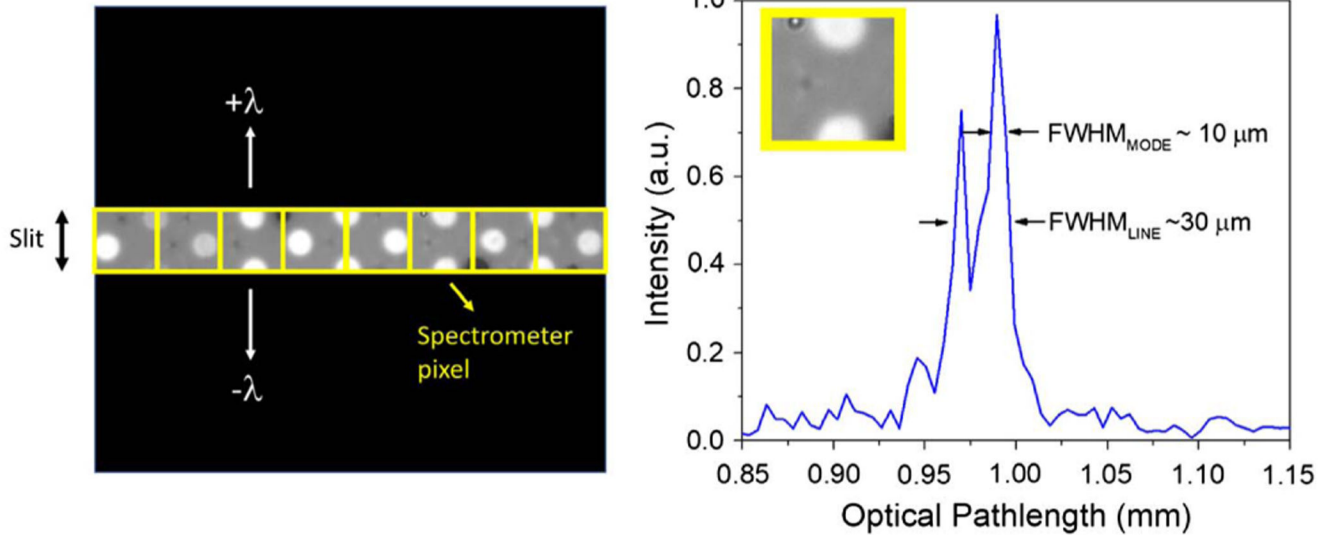 +λ
Slit
Spectrometer
pixel
-λ
Intensity (a.u.)
1.0
0.8
0.6
0.4
0.2
0.0
FWHM_MODE ~ 10 μm
FWHM_LINE ~30 μm
0.85 0.90 0.95 1.00 1.05 1.10 1.15
Optical Pathlength (mm)